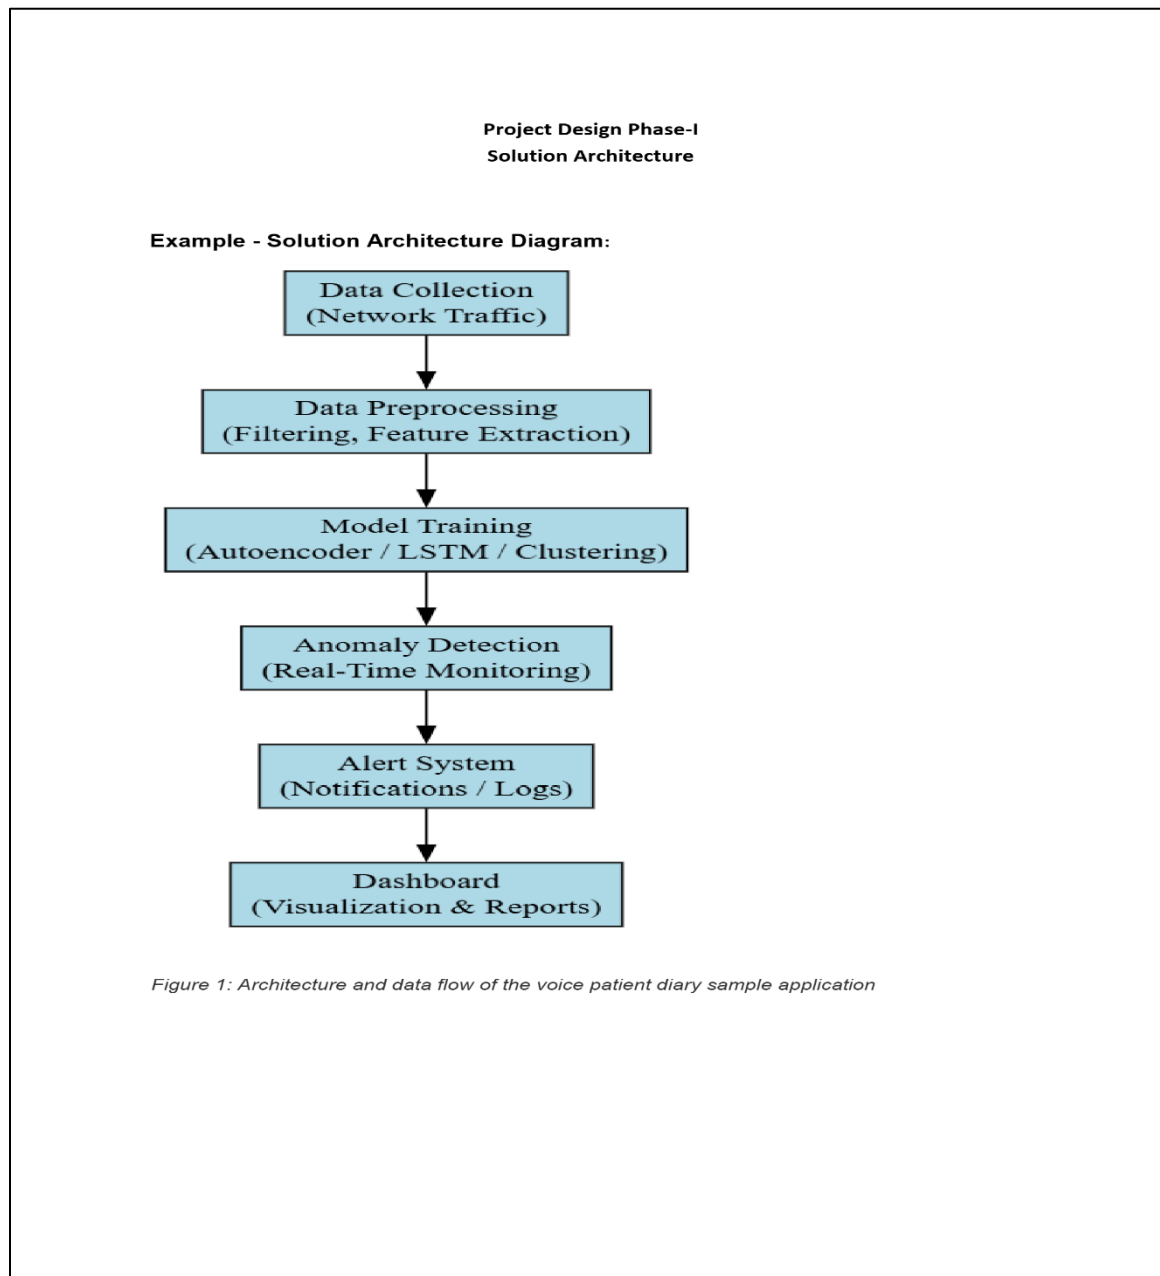 Project Design Phase-I
Solution Architecture
Example - Solution Architecture Diagram:
Data Collection
(Network Traffic)
Data Preprocessing
(Filtering, Feature Extraction)
Model Training
(Autoencoder / LSTM / Clustering)
Anomaly Detection
(Real-Time Monitoring)
Alert System
(Notifications / Logs)
Dashboard
(Visualization & Reports)
Figure 1: Architecture and data flow of the voice patient diary sample application